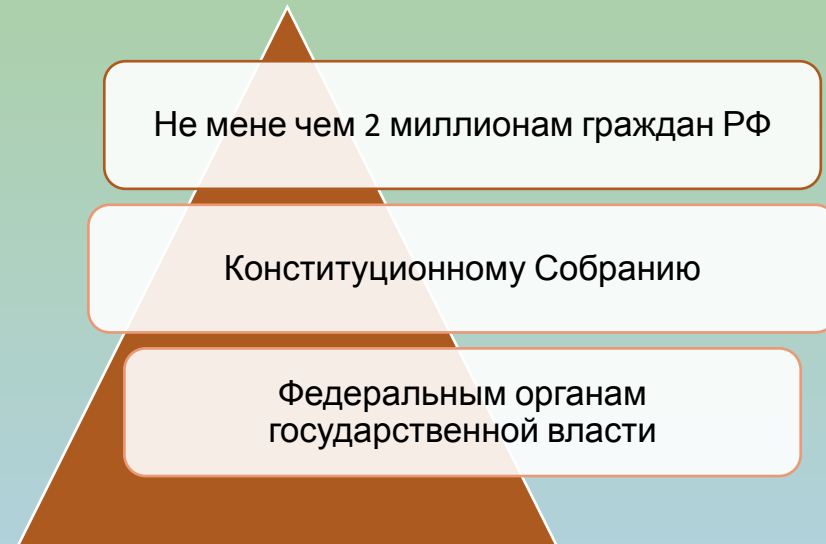 Не мене чем 2 миллионам граждан РФ
Конституционному Собранию
Федеральным органам
государственной власти